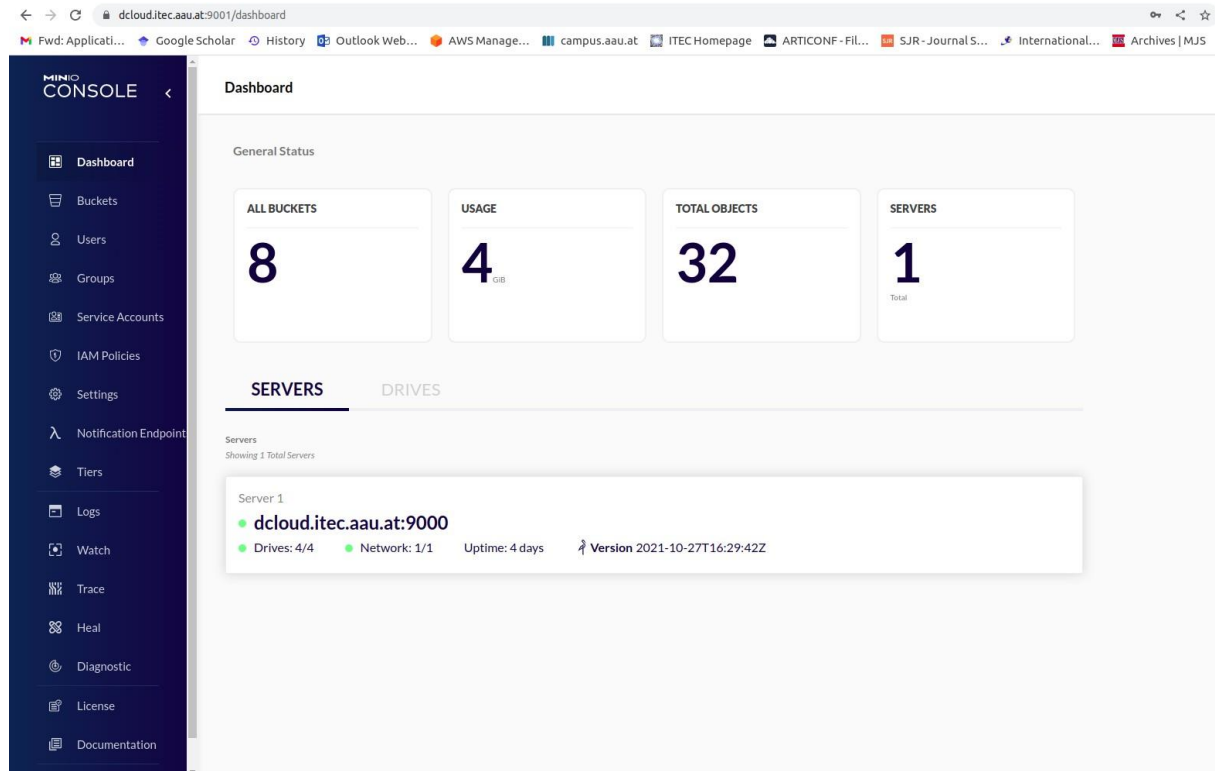 dcloud.itec.aau.at:9001/dashboard
Fwd: Applicati... Google Scholar History Outlook Web... AWS Manage... campus.aau.at ITEC Homepage ARTICONF - Fil... SJR - Journal S... International... Archives | MJS
MINIO
CONSOLE
Dashboard
Dashboard
Buckets
Users
Groups
Service Accounts
IAM Policies
Settings
Notification Endpoint
Tiers
Logs
Watch
Trace
Heal
Diagnostic
License
Documentation
General Status
ALL BUCKETS
8
USAGE
4 GiB
TOTAL OBJECTS
32
SERVERS
1
Total
SERVERS DRIVES
Servers
Showing 1 Total Servers
Server 1
dcloud.itec.aau.at:9000
Drives: 4/4 Network: 1/1 Uptime: 4 days Version 2021-10-27T16:29:42Z